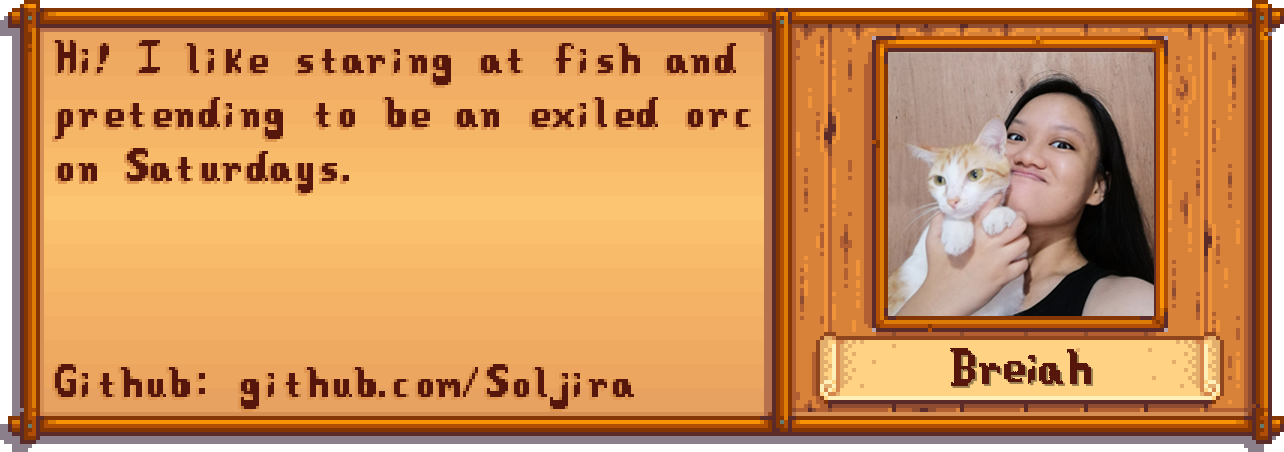 Hi! I like staring at fish and
pretending to be an exiled orc
on Saturdays.
Github: github.com/Soljira
Breiah